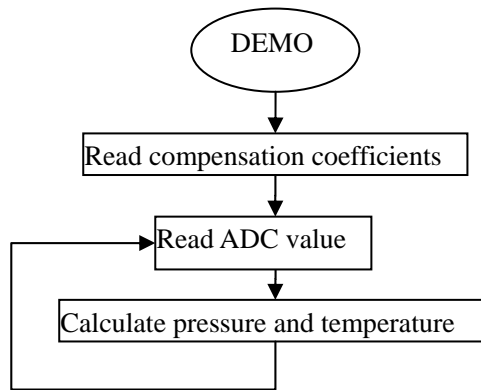 DEMO
Read compensation coefficients
Read ADC value
Calculate pressure and temperature